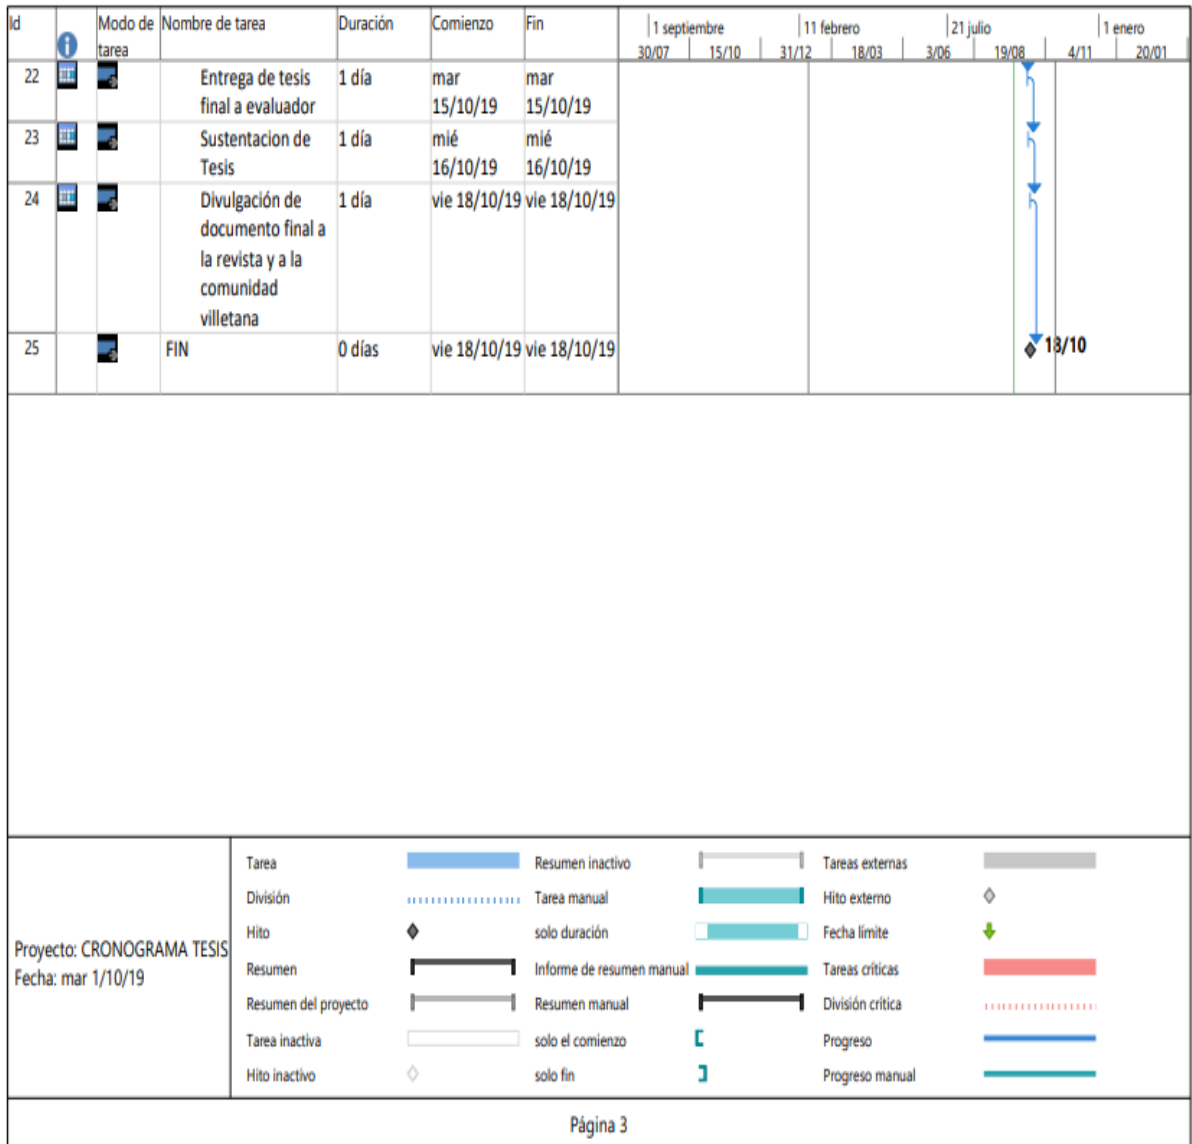 Id Modo de Nombre de tarea Duración Comienzo Fin
tarea
1 septiembre 11 febrero 21 julio 1 enero
30/07 15/10 31/12 18/03 3/06 19/08 4/11 20/01
22 Entrega de tesis 1 día mar mar
final a evaluador 15/10/19 15/10/19
23 Sustentacion de 1 día mié mié
Tesis 16/10/19 16/10/19
24 Divulgación de 1 día vie 18/10/19 vie 18/10/19
documento final a
la revista y a la
comunidad
villetana
25 FIN 0 días vie 18/10/19 vie 18/10/19 18/10
Proyecto: CRONOGRAMA TESIS
Fecha: mar 1/10/19
Tarea Resumen inactivo Tareas externas
División Tarea manual Hito externo
Hito solo duración Fecha límite
Resumen Informe de resumen manual Tareas críticas
Resumen del proyecto Resumen manual División crítica
Tarea inactiva solo el comienzo Progreso
Hito inactivo solo fin Progreso manual
Página 3